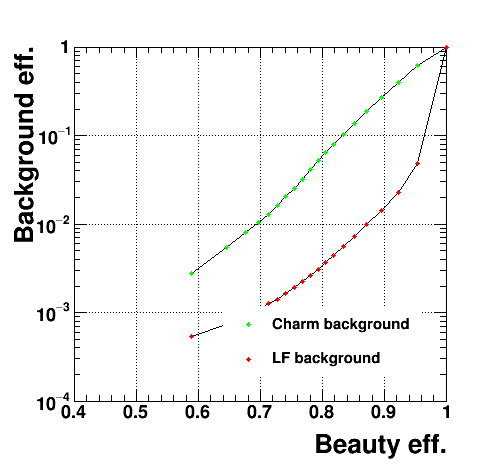 Background eff.
1
10⁻¹
10⁻²
10⁻³
10⁻⁴
Charm background
LF background
0.4 0.5 0.6 0.7 0.8 0.9 1
Beauty eff.